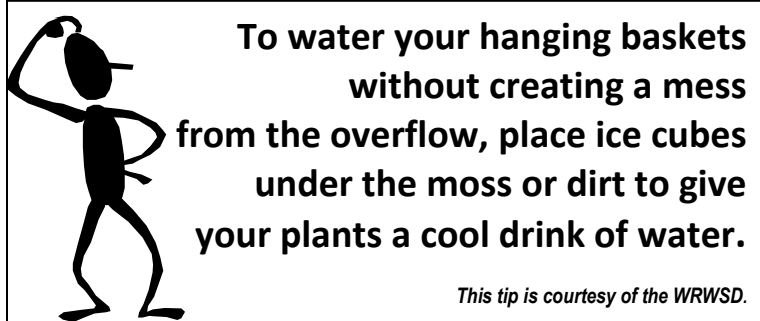 To water your hanging baskets
without creating a mess
from the overflow, place ice cubes
under the moss or dirt to give
your plants a cool drink of water.
This tip is courtesy of the WRWSD.